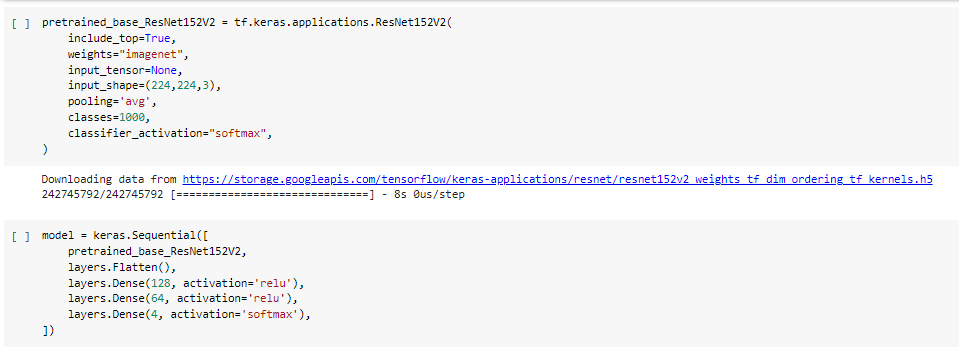 [ ] pretrained_base_ResNet152V2 = tf.keras.applications.ResNet152V2(
include_top=True,
weights="imagenet",
input_tensor=None,
input_shape=(224,224,3),
pooling='avg',
classes=1000,
classifier_activation="softmax",
)
Downloading data from https://storage.googleapis.com/tensorflow/keras-applications/resnet/resnet152v2_weights_tf_dim_ordering_tf_kernels.h5
242745792/242745792 [==============================] - 8s 0us/step
[ ] model = keras.Sequential([
pretrained_base_ResNet152V2,
layers.Flatten(),
layers.Dense(128, activation='relu'),
layers.Dense(64, activation='relu'),
layers.Dense(4, activation='softmax'),
])